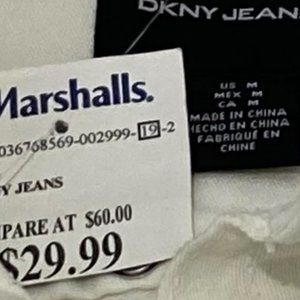 DKNY JEANS
US M
MEX M
CA M
MADE IN CHINA
HECHO EN CHINA
FABRIQUÉ EN
CHINE
Marshalls.
036768569-002999-19-2
Y JEANS
PARE AT $60.00
$29.99